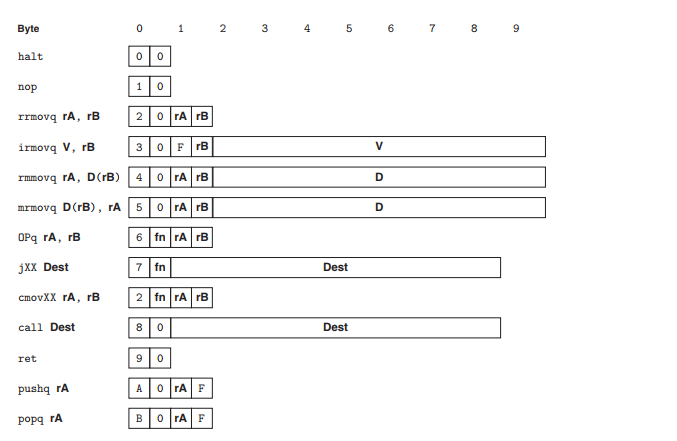 Byte 0 1 2 3 4 5 6 7 8 9
halt 0 0
nop 1 0
rrmovq rA, rB 2 0 rA rB
irmovq V, rB 3 0 F rB V
rmmovq rA, D(rB) 4 0 rA rB D
mrmovq D(rB), rA 5 0 rA rB D
OPq rA, rB 6 fn rA rB
jXX Dest 7 fn Dest
cmovXX rA, rB 2 fn rA rB
call Dest 8 0 Dest
ret 9 0
pushq rA A 0 rA F
popq rA B 0 rA F